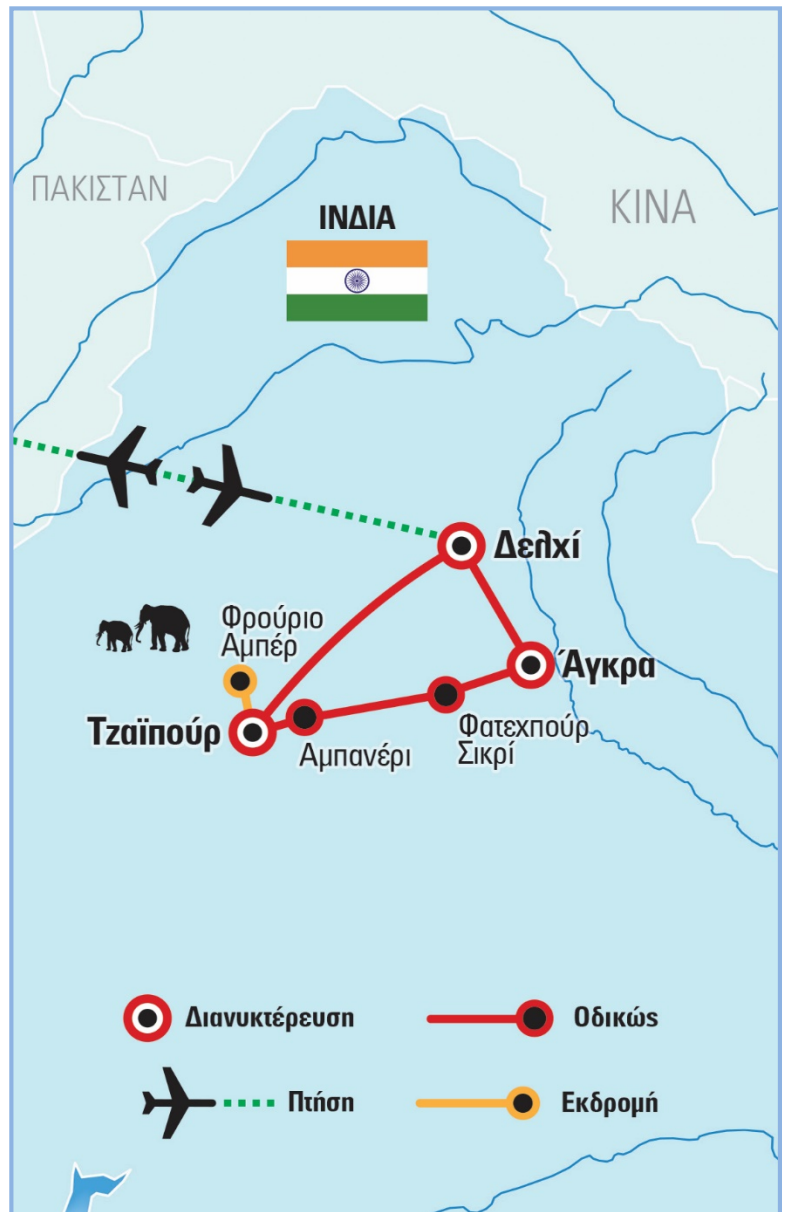 ΠΑΚΙΣΤΑΝ
ΚΙΝΑ
ΙΝΔΙΑ
Δελχί
Φρούριο
Αμπέρ
Άγκρα
Τζαϊπούρ
Αμπανέρι
Φατεχπούρ
Σικρί
Διανυκτέρευση
Οδικώς
Πτήση
Εκδρομή